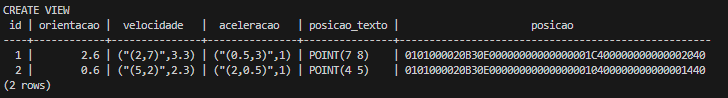 CREATE VIEW
 id | orientacao | velocidade | aceleracao | posicao_texto | posicao
----+------------+-------------+--------------+---------------+--------------------------------------------
  1 | 2.6 | ("(2,7)",3.3) | ("(0.5,3)",1) | POINT(7 8) | 0101000020B30E00000000000000001C400000000000002040
  2 | 0.6 | ("(5,2)",2.3) | ("(2,0.5)",1) | POINT(4 5) | 0101000020B30E000000000000000010400000000000001440
(2 rows)